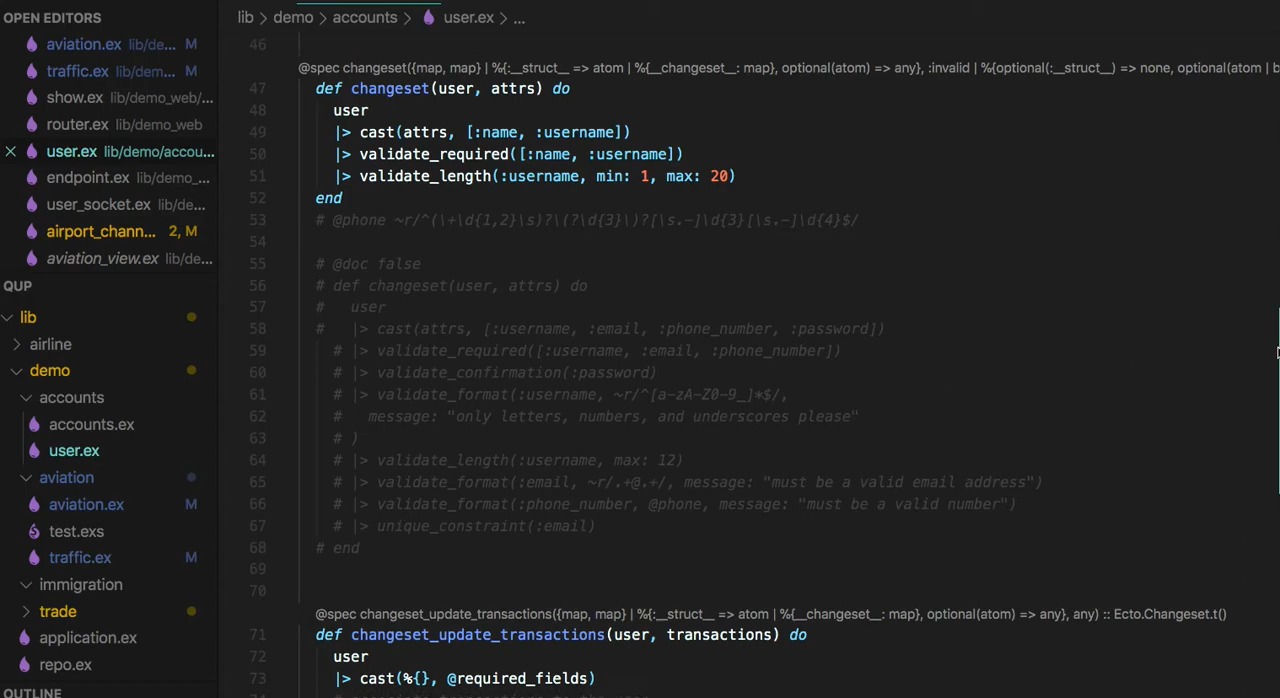 OPEN EDITORS
aviation.ex lib/de... M
traffic.ex lib/dem... M
show.ex lib/demo_web/...
router.ex lib/demo_web
user.ex lib/demo/accou...
endpoint.ex lib/demo_...
user_socket.ex lib/de...
airport_chann... 2, M
aviation_view.ex lib/de...
QUP
lib
airline
demo
accounts
accounts.ex
user.ex
aviation
aviation.ex M
test.exs
traffic.ex M
immigration
trade
application.ex
repo.ex
OUTLINE
lib > demo > accounts > user.ex > ...
46
@spec changeset({map, map} | %{:__struct__ => atom | %{__changeset__: map}, optional(atom) => any}, :invalid | %{optional(:__struct__) => none, optional(atom | b
47 def changeset(user, attrs) do
48 user
49 |> cast(attrs, [:name, :username])
50 |> validate_required([:name, :username])
51 |> validate_length(:username, min: 1, max: 20)
52 end
53 # @phone ~r/^(\+\d{1,2}\s)?\(?\d{3}\)?[\s.-]\d{3}[\s.-]\d{4}$/
54
55 # @doc false
56 # def changeset(user, attrs) do
57 # user
58 # |> cast(attrs, [:username, :email, :phone_number, :password])
59 # |> validate_required([:username, :email, :phone_number])
60 # |> validate_confirmation(:password)
61 # |> validate_format(:username, ~r/^[a-zA-Z0-9_]*$/,
62 # message: "only letters, numbers, and underscores please"
63 # )
64 # |> validate_length(:username, max: 12)
65 # |> validate_format(:email, ~r/.+@.+/, message: "must be a valid email address")
66 # |> validate_format(:phone_number, @phone, message: "must be a valid number")
67 # |> unique_constraint(:email)
68 # end
69
70
@spec changeset_update_transactions({map, map} | %{:__struct__ => atom | %{__changeset__: map}, optional(atom) => any}, any) :: Ecto.Changeset.t()
71 def changeset_update_transactions(user, transactions) do
72 user
73 |> cast(%{}, @required_fields)